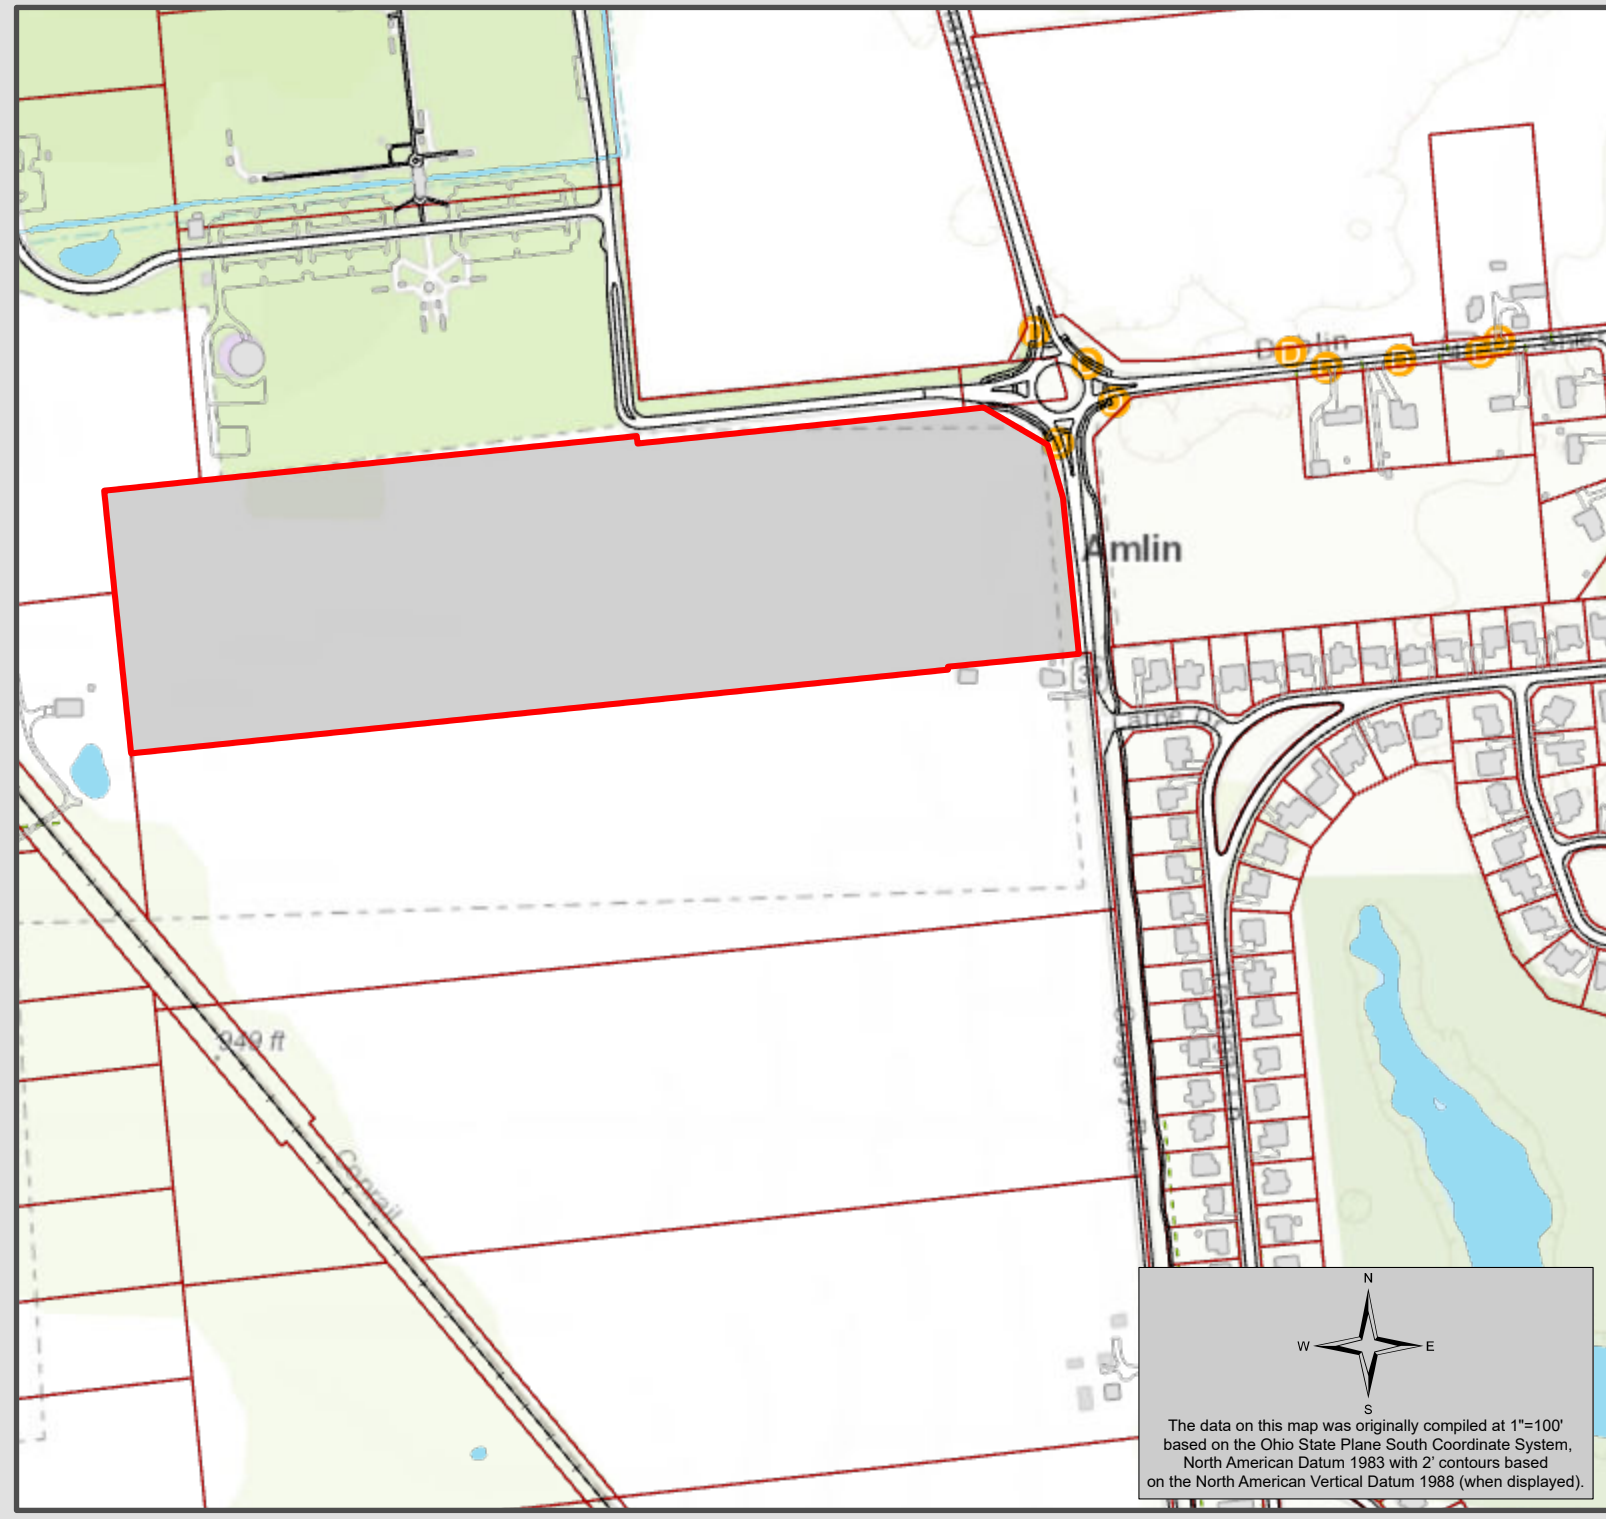 Amlin
949 ft
Conrail
N
W E
S
The data on this map was originally compiled at 1"=100'
based on the Ohio State Plane South Coordinate System,
North American Datum 1983 with 2' contours based
on the North American Vertical Datum 1988 (when displayed).